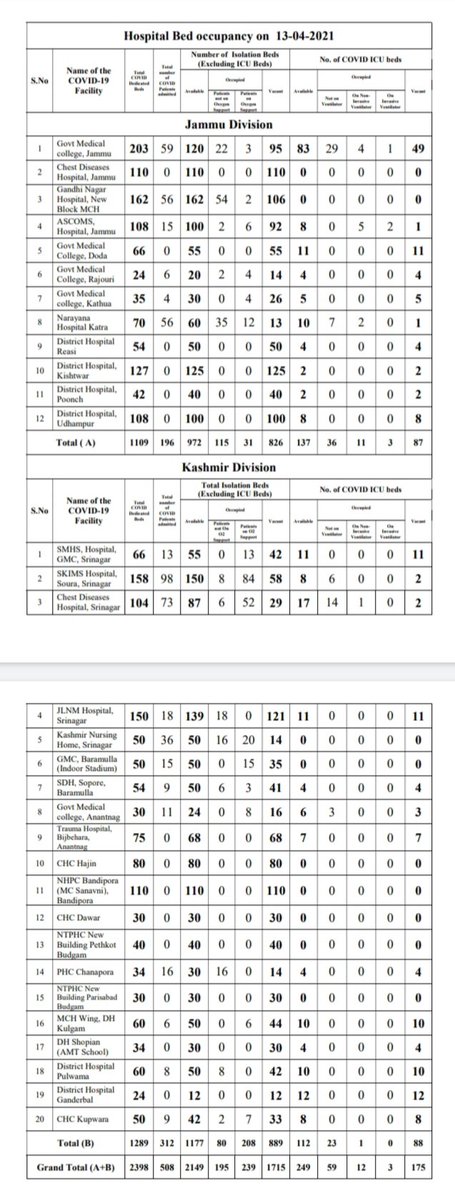 Hospital Bed occupancy on 13-04-2021
S.No
Name of the COVID-19 Facility
Total COVID Dedicated Beds
Total number of COVID Patients admitted
Number of Isolation Beds (Excluding ICU Beds)
No. of COVID ICU beds
Available
Occupied
Patients not on Oxygen Support
Patients on Oxygen Support
Vacant
Available
Occupied
Not on Ventilator
On Non-Invasive Ventilator
On Invasive Ventilator
Vacant
Jammu Division
1 Govt Medical college, Jammu 203 59 120 22 3 95 83 29 4 1 49
2 Chest Diseases Hospital, Jammu 110 0 110 0 0 110 0 0 0 0 0
3 Gandhi Nagar Hospital, New Block MCH 162 56 162 54 2 106 0 0 0 0 0
4 ASCOMS, Hospital, Jammu 108 15 100 2 6 92 8 0 5 2 1
5 Govt Medical College, Doda 66 0 55 0 0 55 11 0 0 0 11
6 Govt Medical College, Rajouri 24 6 20 2 4 14 4 0 0 0 4
7 Govt Medical college, Kathua 35 4 30 0 4 26 5 0 0 0 5
8 Narayana Hospital Katra 70 56 60 35 12 13 10 7 2 0 1
9 District Hospital Reasi 54 0 50 0 0 50 4 0 0 0 4
10 District Hospital, Kishtwar 127 0 125 0 0 125 2 0 0 0 2
11 District Hospital, Poonch 42 0 40 0 0 40 2 0 0 0 2
12 District Hospital, Udhampur 108 0 100 0 0 100 8 0 0 0 8
Total ( A) 1109 196 972 115 31 826 137 36 11 3 87
Kashmir Division
S.No
Name of the COVID-19 Facility
Total COVID Dedicated Beds
Total number of COVID Patients admitted
Total Isolation Beds (Excluding ICU Beds)
No. of COVID ICU beds
Available
Occupied
Patients not On O2 Support
Patients on O2 Support
Vacant
Available
Occupied
Not on Ventilator
On Non-Invasive Ventilator
On Invasive Ventilator
Vacant
1 SMHS, Hospital, GMC, Srinagar 66 13 55 0 13 42 11 0 0 0 11
2 SKIMS Hospital Soura, Srinagar 158 98 150 8 84 58 8 6 0 0 2
3 Chest Diseases Hospital, Srinagar 104 73 87 6 52 29 17 14 1 0 2
4 JLNM Hospital, Srinagar 150 18 139 18 0 121 11 0 0 0 11
5 Kashmir Nursing Home, Srinagar 50 36 50 16 20 14 0 0 0 0 0
6 GMC, Baramulla (Indoor Stadium) 50 15 50 0 15 35 0 0 0 0 0
7 SDH, Sopore, Baramulla 54 9 50 6 3 41 4 0 0 0 4
8 Govt Medical college, Anantnag 30 11 24 0 8 16 6 3 0 0 3
9 Trauma Hospital, Bijbehara, Anantnag 75 0 68 0 0 68 7 0 0 0 7
10 CHC Hajin 80 0 80 0 0 80 0 0 0 0 0
11 NHPC Bandipora (MC Sanavni), Bandipora 110 0 110 0 0 110 0 0 0 0 0
12 CHC Dawar 30 0 30 0 0 30 0 0 0 0 0
13 NTPHC New Building Pethkot Budgam 40 0 40 0 0 40 0 0 0 0 0
14 PHC Chanapora 34 16 30 16 0 14 4 0 0 0 4
15 NTPHC New Building Parisabad Budgam 30 0 30 0 0 30 0 0 0 0 0
16 MCH Wing, DH Kulgam 60 6 50 0 6 44 10 0 0 0 10
17 DH Shopian (AMT School) 34 0 30 0 0 30 4 0 0 0 4
18 District Hospital Pulwama 60 8 50 8 0 42 10 0 0 0 10
19 District Hospital Ganderbal 24 0 12 0 0 12 12 0 0 0 12
20 CHC Kupwara 50 9 42 2 7 33 8 0 0 0 8
Total (B) 1289 312 1177 80 208 889 112 23 1 0 88
Grand Total (A+B) 2398 508 2149 195 239 1715 249 59 12 3 175